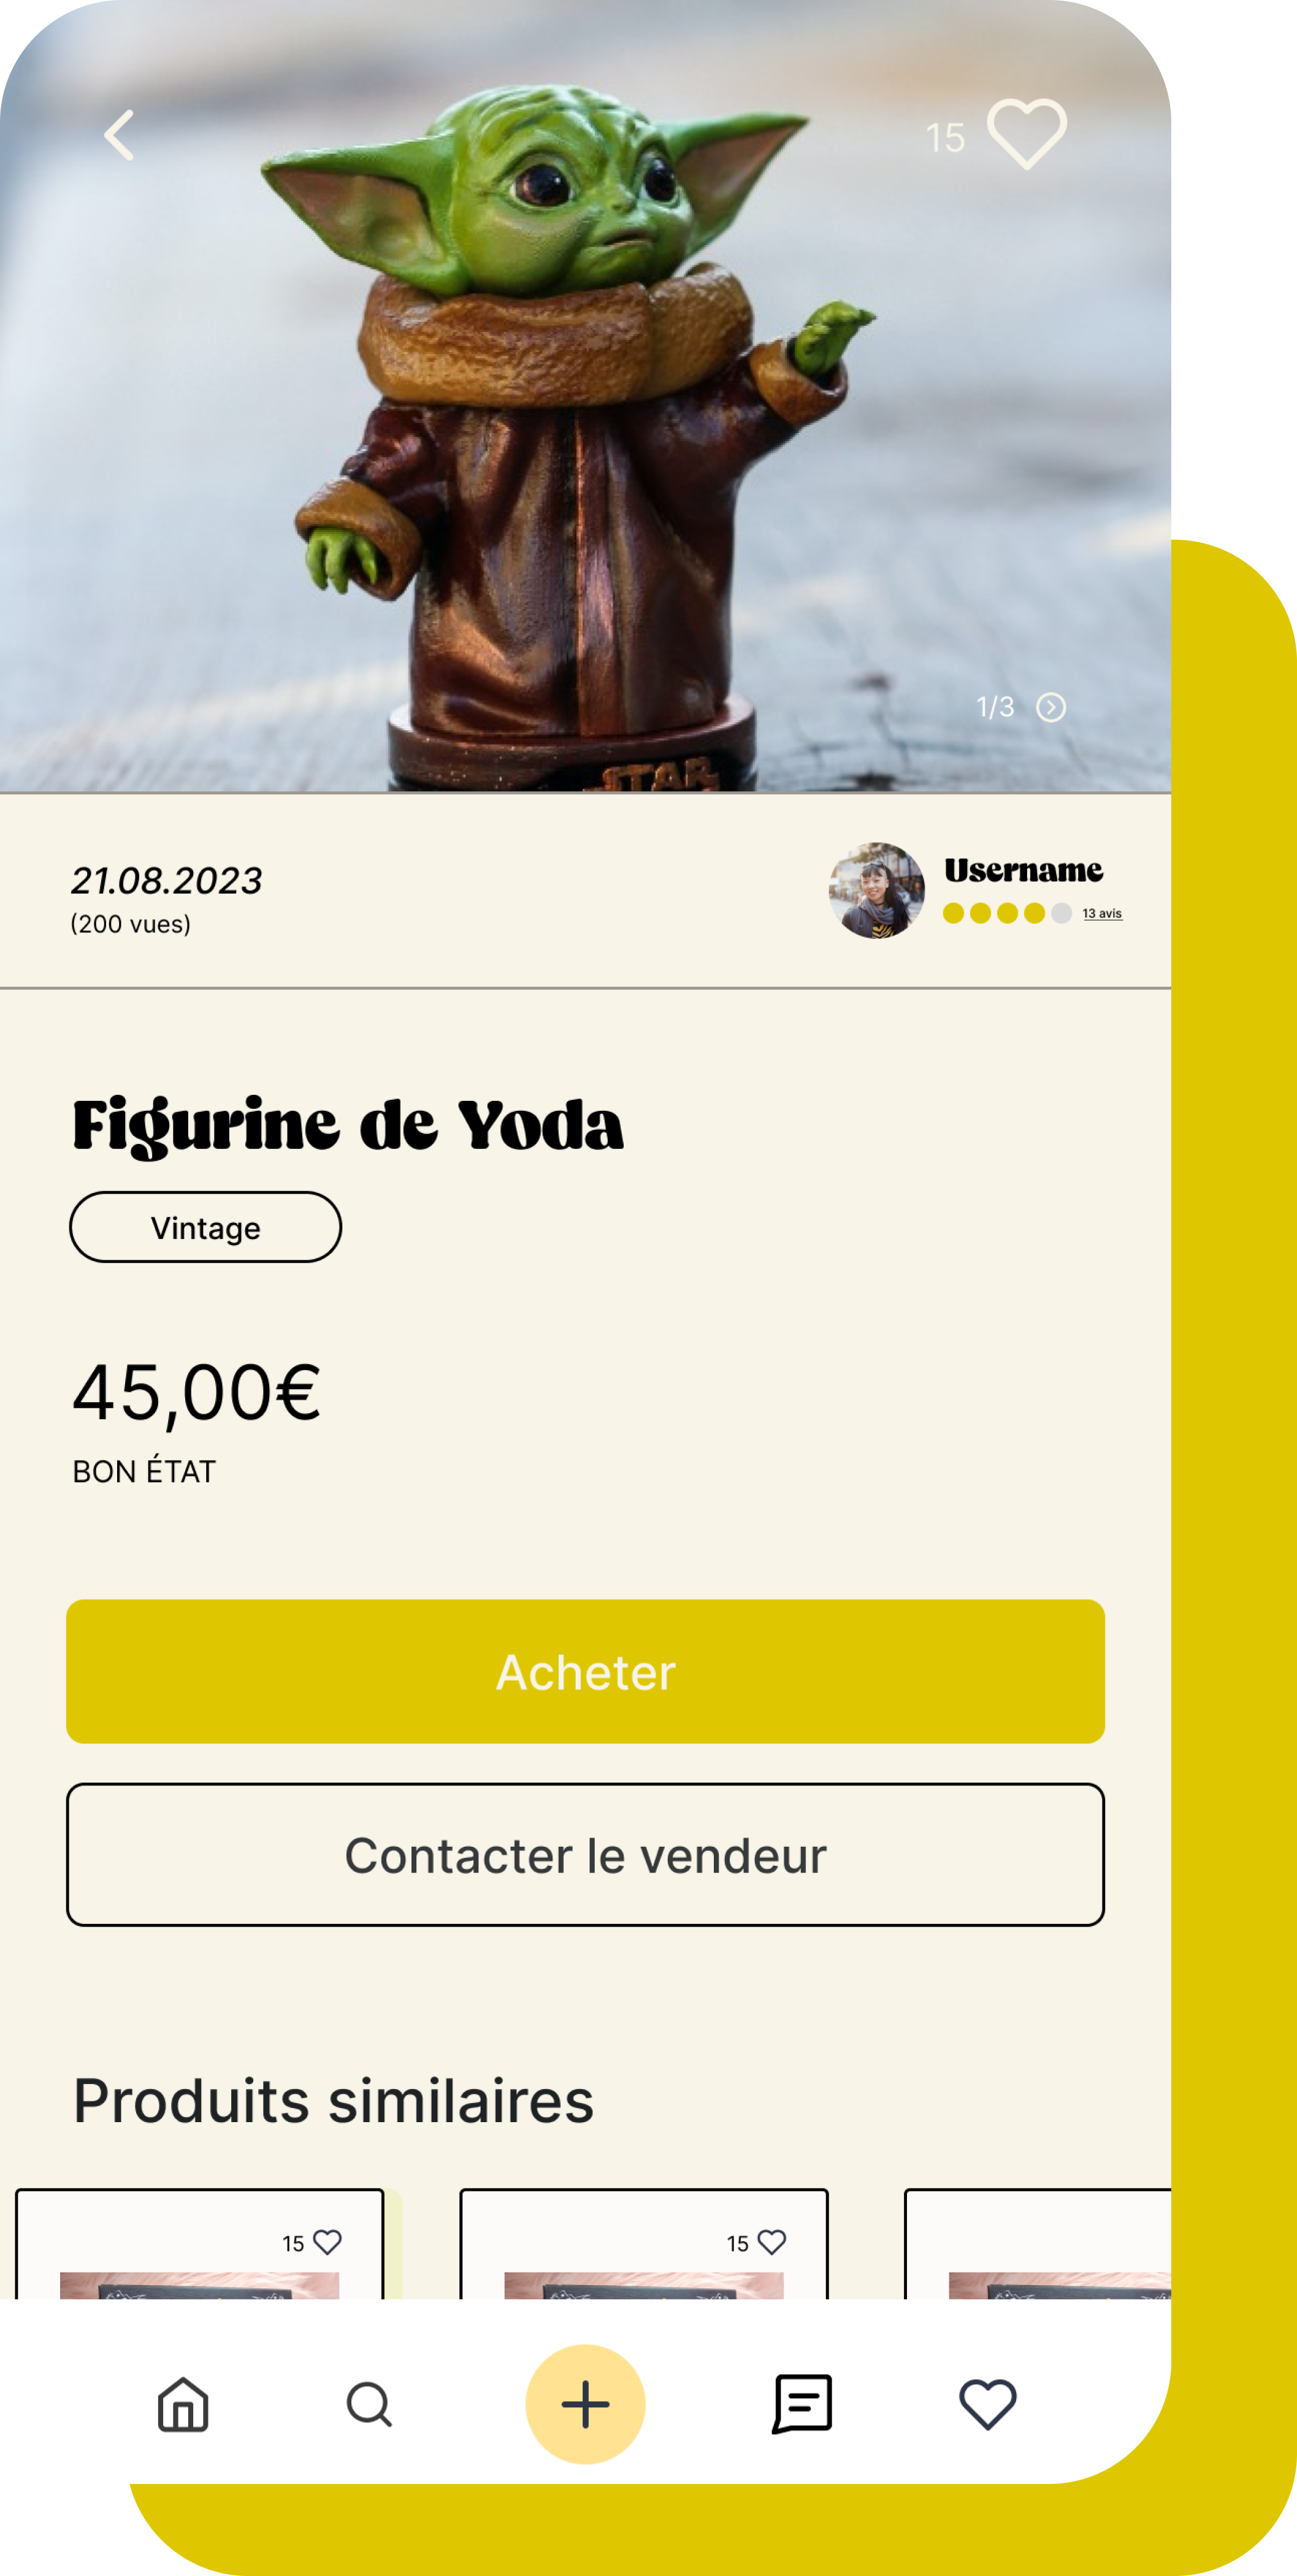 15
STAR
1/3
21.08.2023
(200 vues)
Username
13 avis
Figurine de Yoda
Vintage
45,00€
BON ÉTAT
Acheter
Contacter le vendeur
Produits similaires
15
15